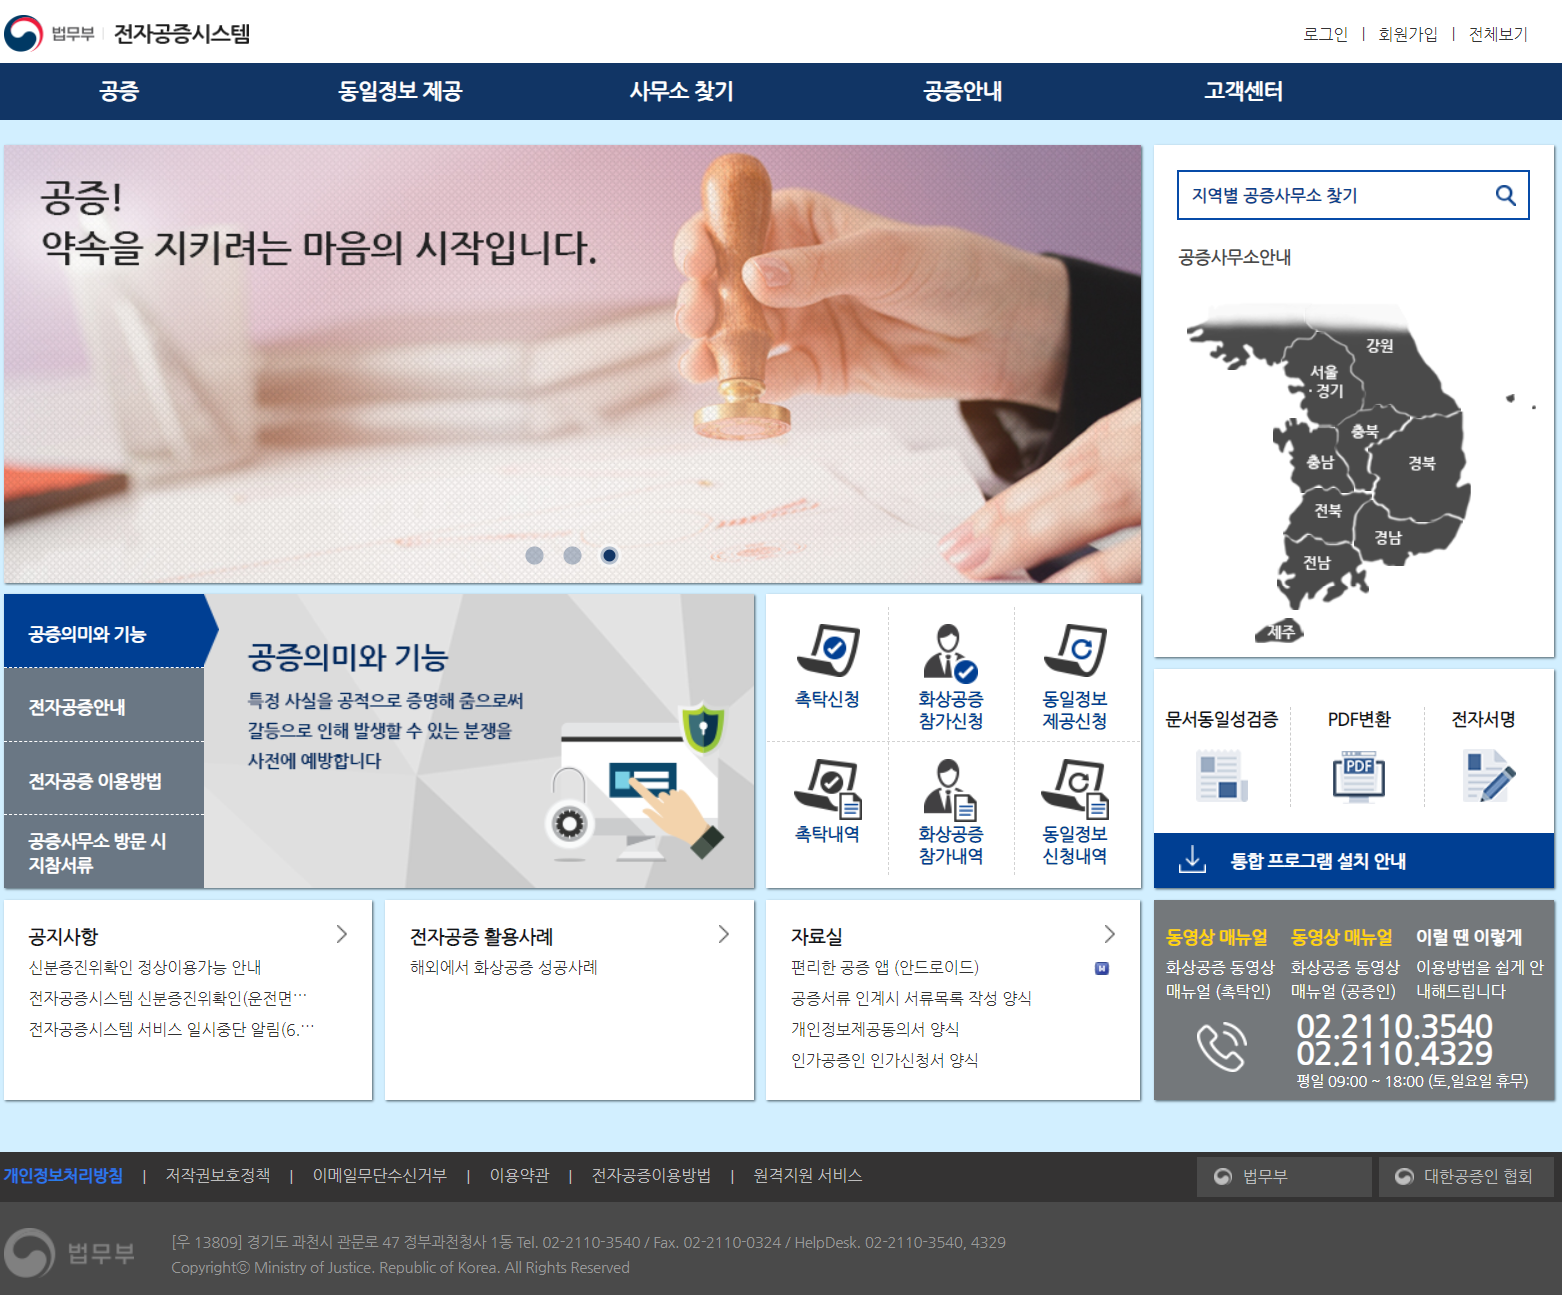 법무부 | 전자공증시스템
로그인 | 회원가입 | 전체보기
공증 동일정보 제공 사무소 찾기 공증안내 고객센터
공증!
약속을 지키려는 마음의 시작입니다.
지역별 공증사무소 찾기
공증사무소안내
강원
서울
· 경기
충북
충남
경북
전북
경남
전남
제주
공증의미와 기능
전자공증안내
전자공증 이용방법
공증사무소 방문 시
지참서류
공증의미와 기능
특정 사실을 공적으로 증명해 줌으로써
갈등으로 인해 발생할 수 있는 분쟁을
사전에 예방합니다
촉탁신청
화상공증
참가신청
동일정보
제공신청
촉탁내역
화상공증
참가내역
동일정보
신청내역
문서동일성검증
PDF변환
전자서명
PDF
통합 프로그램 설치 안내
공지사항
신분증진위확인 정상이용가능 안내
전자공증시스템 신분증진위확인(운전면…
전자공증시스템 서비스 일시중단 알림(6.…
전자공증 활용사례
해외에서 화상공증 성공사례
자료실
편리한 공증 앱 (안드로이드)
공증서류 인계시 서류목록 작성 양식
개인정보제공동의서 양식
인가공증인 인가신청서 양식
동영상 매뉴얼
화상공증 동영상
매뉴얼 (촉탁인)
동영상 매뉴얼
화상공증 동영상
매뉴얼 (공증인)
이럴 땐 이렇게
이용방법을 쉽게 안
내해드립니다
02.2110.3540
02.2110.4329
평일 09:00 ~ 18:00 (토,일요일 휴무)
개인정보처리방침 | 저작권보호정책 | 이메일무단수신거부 | 이용약관 | 전자공증이용방법 | 원격지원 서비스
법무부
대한공증인 협회
법무부
[우 13809] 경기도 과천시 관문로 47 정부과천청사 1동 Tel. 02-2110-3540 / Fax. 02-2110-0324 / HelpDesk. 02-2110-3540, 4329
Copyrightⓒ Ministry of Justice. Republic of Korea. All Rights Reserved